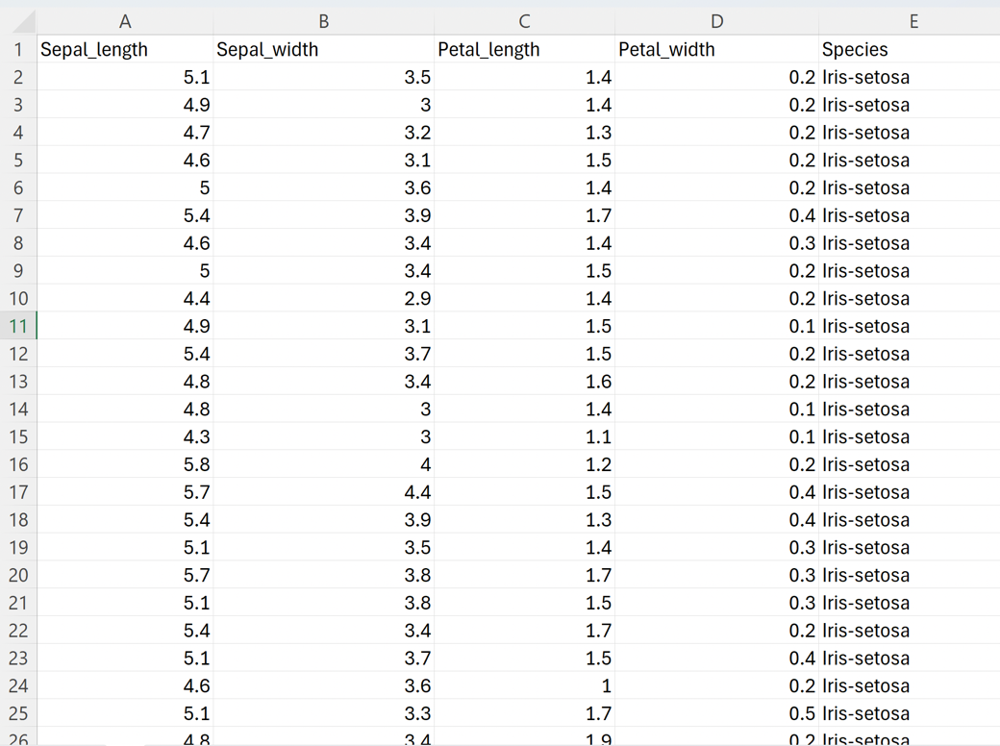 A B C D E
1 Sepal_length Sepal_width Petal_length Petal_width Species
2 5.1 3.5 1.4 0.2 Iris-setosa
3 4.9 3 1.4 0.2 Iris-setosa
4 4.7 3.2 1.3 0.2 Iris-setosa
5 4.6 3.1 1.5 0.2 Iris-setosa
6 5 3.6 1.4 0.2 Iris-setosa
7 5.4 3.9 1.7 0.4 Iris-setosa
8 4.6 3.4 1.4 0.3 Iris-setosa
9 5 3.4 1.5 0.2 Iris-setosa
10 4.4 2.9 1.4 0.2 Iris-setosa
11 4.9 3.1 1.5 0.1 Iris-setosa
12 5.4 3.7 1.5 0.2 Iris-setosa
13 4.8 3.4 1.6 0.2 Iris-setosa
14 4.8 3 1.4 0.1 Iris-setosa
15 4.3 3 1.1 0.1 Iris-setosa
16 5.8 4 1.2 0.2 Iris-setosa
17 5.7 4.4 1.5 0.4 Iris-setosa
18 5.4 3.9 1.3 0.4 Iris-setosa
19 5.1 3.5 1.4 0.3 Iris-setosa
20 5.7 3.8 1.7 0.3 Iris-setosa
21 5.1 3.8 1.5 0.3 Iris-setosa
22 5.4 3.4 1.7 0.2 Iris-setosa
23 5.1 3.7 1.5 0.4 Iris-setosa
24 4.6 3.6 1 0.2 Iris-setosa
25 5.1 3.3 1.7 0.5 Iris-setosa
26 4.8 3.4 1.9 0.2 Iris-setosa